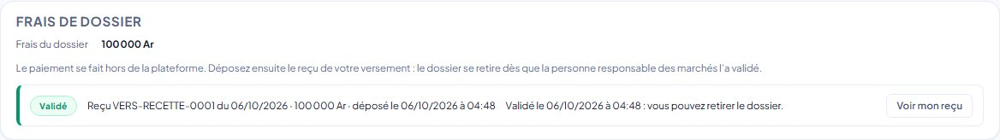 FRAIS DE DOSSIER
Frais du dossier 100 000 Ar
Le paiement se fait hors de la plateforme. Déposez ensuite le reçu de votre versement : le dossier se retire dès que la personne responsable des marchés l'a validé.
Validé Reçu VERS-RECETTE-0001 du 06/10/2026 · 100 000 Ar · déposé le 06/10/2026 à 04:48 Validé le 06/10/2026 à 04:48 : vous pouvez retirer le dossier. Voir mon reçu